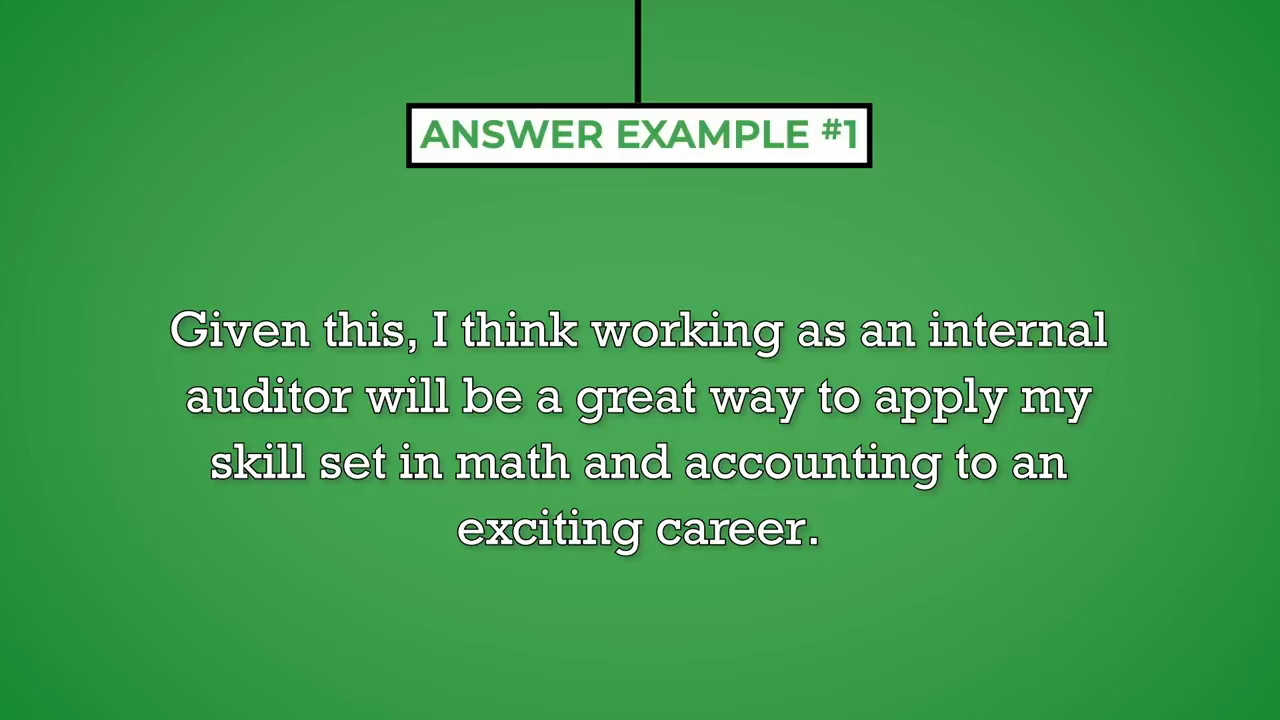 ANSWER EXAMPLE #1
Given this, I think working as an internal
auditor will be a great way to apply my
skill set in math and accounting to an
exciting career.